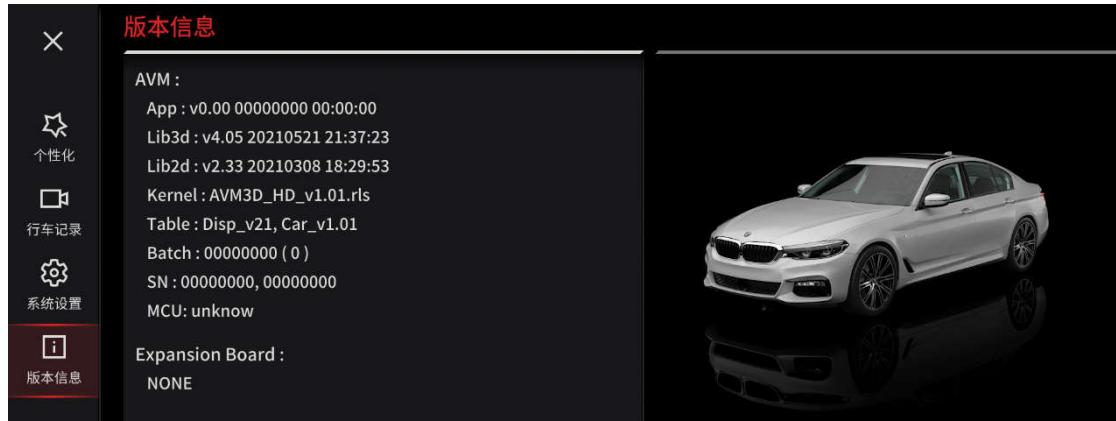 版本信息
个性化
行车记录
系统设置
版本信息
AVM :
App : v0.00 00000000 00:00:00
Lib3d : v4.05 20210521 21:37:23
Lib2d : v2.33 20210308 18:29:53
Kernel : AVM3D_HD_v1.01.rls
Table : Disp_v21, Car_v1.01
Batch : 00000000 ( 0 )
SN : 00000000, 00000000
MCU: unknow
Expansion Board :
NONE